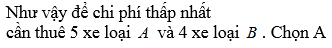 Như vậy để chi phí thấp nhất
cần thuê 5 xe loại A và 4 xe loại B . Chọn A